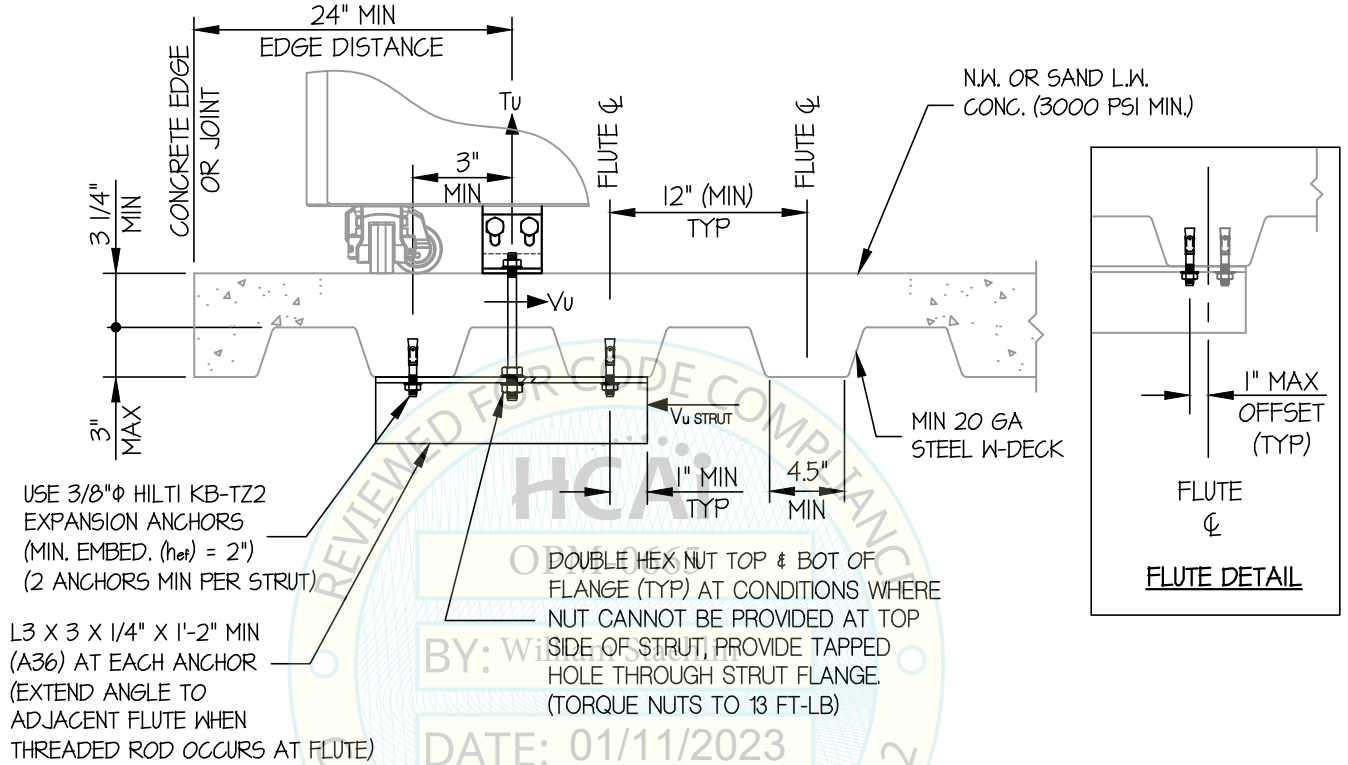 24" MIN
EDGE DISTANCE
CONCRETE EDGE
OR JOINT
Tu
3"
MIN
FLUTE ℄
FLUTE ℄
12" (MIN)
TYP
N.W. OR SAND L.W.
CONC. (3000 PSI MIN.)
3 1/4"
MIN
Vu
3"
MAX
Vu STRUT
1" MIN
TYP
4.5"
MIN
MIN 20 GA
STEEL W-DECK
1" MAX
OFFSET
(TYP)
FLUTE
℄
FLUTE DETAIL
USE 3/8"Φ HILTI KB-TZ2
EXPANSION ANCHORS
(MIN. EMBED. (hef) = 2")
(2 ANCHORS MIN PER STRUT)
L3 X 3 X 1/4" X 1'-2" MIN
(A36) AT EACH ANCHOR
(EXTEND ANGLE TO
ADJACENT FLUTE WHEN
THREADED ROD OCCURS AT FLUTE)
DOUBLE HEX NUT TOP & BOT OF
FLANGE (TYP) AT CONDITIONS WHERE
NUT CANNOT BE PROVIDED AT TOP
SIDE OF STRUT, PROVIDE TAPPED
HOLE THROUGH STRUT FLANGE.
(TORQUE NUTS TO 13 FT-LB)
REVIEWED FOR CODE COMPLIANCE
HCAi
OPM-0665
BY: William Staehlin
DATE: 01/11/2023
2